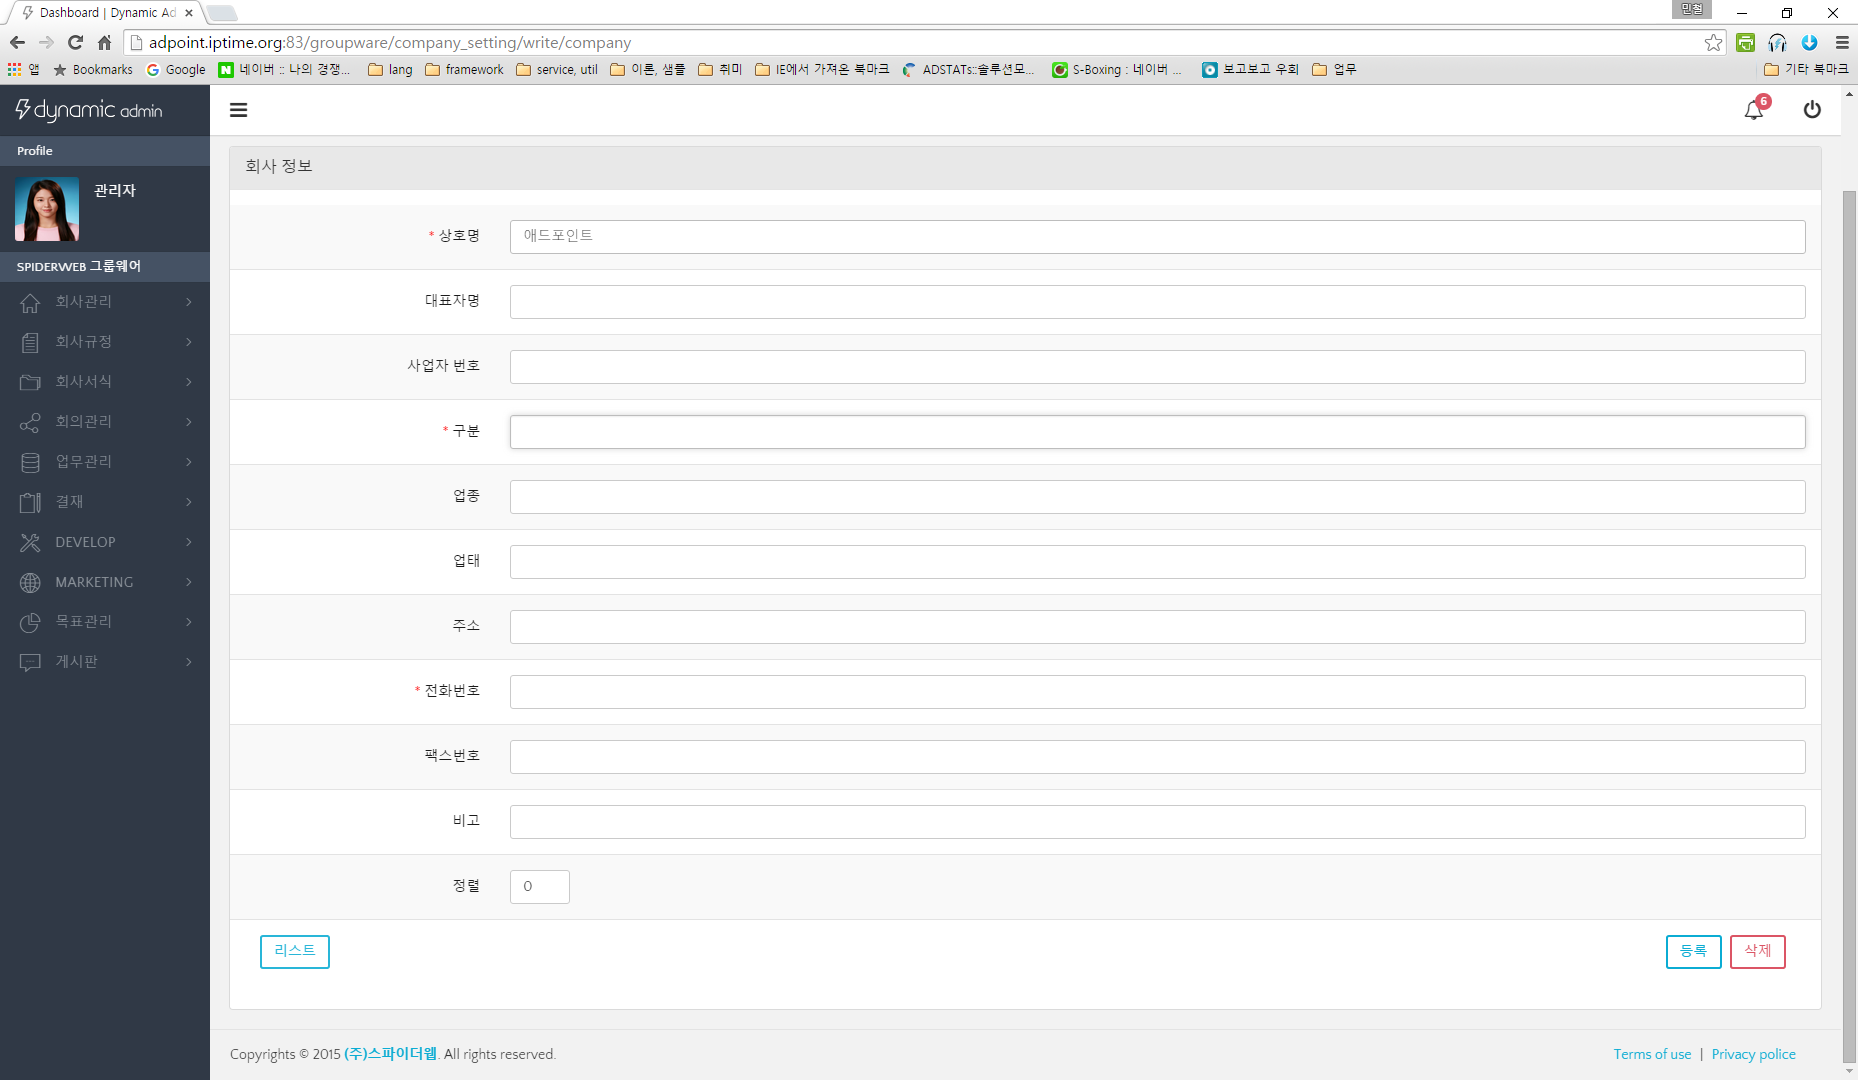 Dashboard | Dynamic Ad
민철
adpoint.iptime.org:83/groupware/company_setting/write/company
앱 Bookmarks Google 네이버 :: 나의 경쟁... lang framework service, util 이론, 샘플 취미 IE에서 가져온 북마크 ADSTATs::솔루션모... S-Boxing : 네이버 ... 보고보고 우회 업무 기타 북마크
dynamic admin
6
Profile
관리자
SPIDERWEB 그룹웨어
회사관리
회사규정
회사서식
회의관리
업무관리
결재
DEVELOP
MARKETING
목표관리
게시판
회사 정보
* 상호명 애드포인트
대표자명
사업자 번호
* 구분
업종
업태
주소
* 전화번호
팩스번호
비고
정렬 0
리스트 등록 삭제
Copyrights © 2015 (주)스파이더웹. All rights reserved. Terms of use | Privacy police